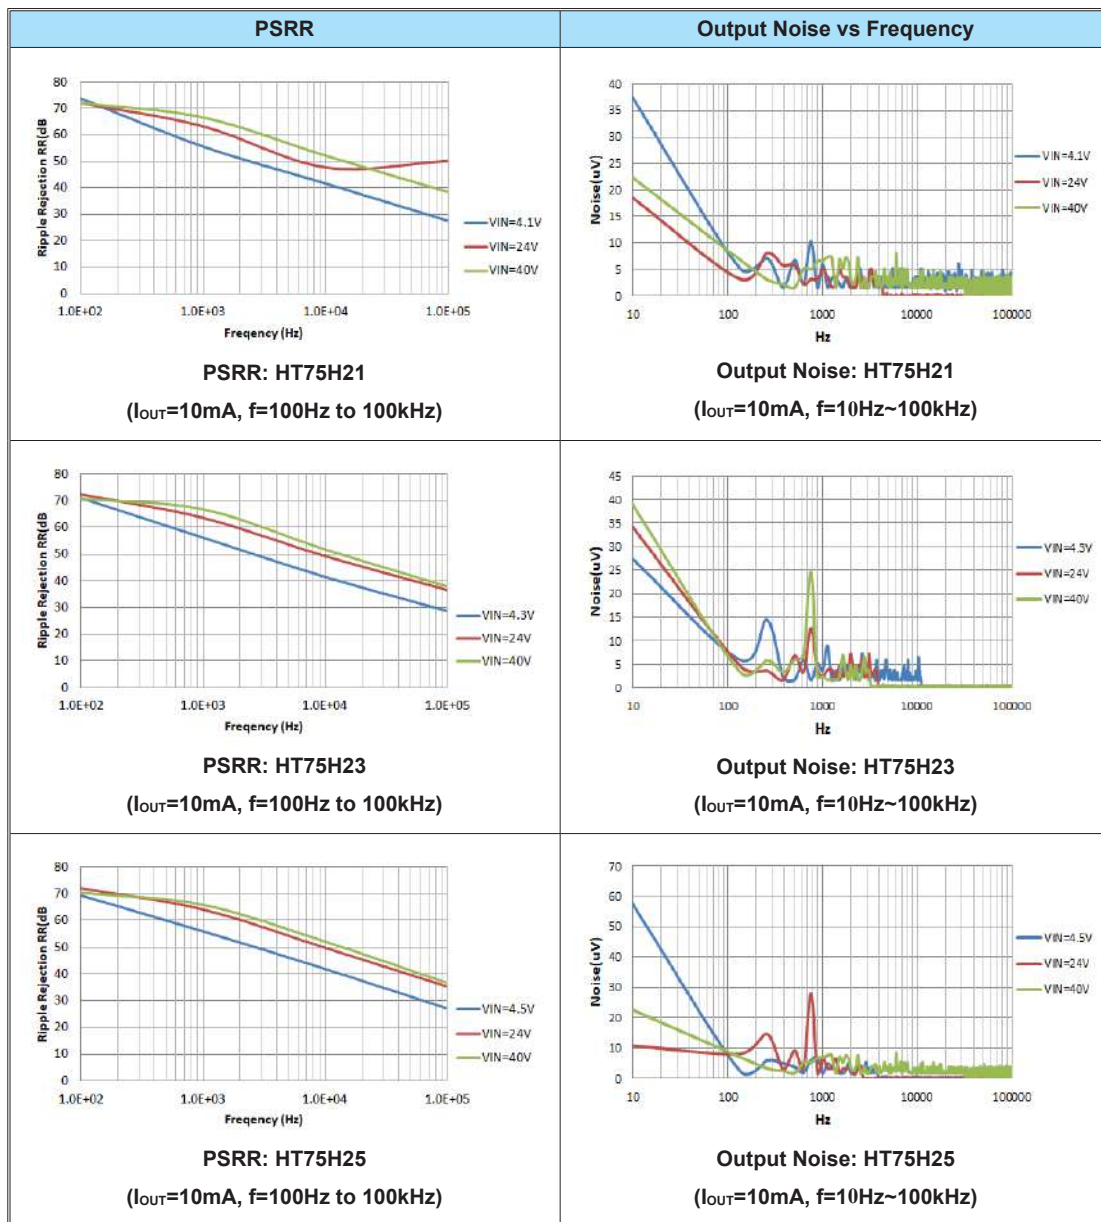 PSRR
Output Noise vs Frequency
Ripple Rejection RR(dB
80
70
60
50
40
30
20
10
0
1.0E+02 1.0E+03 1.0E+04 1.0E+05
Freqency (Hz)
VIN=4.1V
VIN=24V
VIN=40V
PSRR: HT75H21
(IOUT=10mA, f=100Hz to 100kHz)
Noise(uV)
40
35
30
25
20
15
10
5
0
10 100 1000 10000 100000
Hz
VIN=4.1V
VIN=24V
VIN=40V
Output Noise: HT75H21
(IOUT=10mA, f=10Hz~100kHz)
Ripple Rejection RR(dB
80
70
60
50
40
30
20
10
0
1.0E+02 1.0E+03 1.0E+04 1.0E+05
Freqency (Hz)
VIN=4.3V
VIN=24V
VIN=40V
PSRR: HT75H23
(IOUT=10mA, f=100Hz to 100kHz)
Noise(uV)
45
40
35
30
25
20
15
10
5
0
10 100 1000 10000 100000
Hz
VIN=24V
VIN=40V
Output Noise: HT75H23
(IOUT=10mA, f=10Hz~100kHz)
Ripple Rejection RR(dB
80
70
60
50
40
30
20
10
0
1.0E+02 1.0E+03 1.0E+04 1.0E+05
Freqency (Hz)
VIN=4.5V
VIN=24V
VIN=40V
PSRR: HT75H25
(IOUT=10mA, f=100Hz to 100kHz)
Noise(uV)
70
60
50
40
30
20
10
0
10 100 1000 10000 100000
Hz
VIN=4.5V
VIN=24V
VIN=40V
Output Noise: HT75H25
(IOUT=10mA, f=10Hz~100kHz)